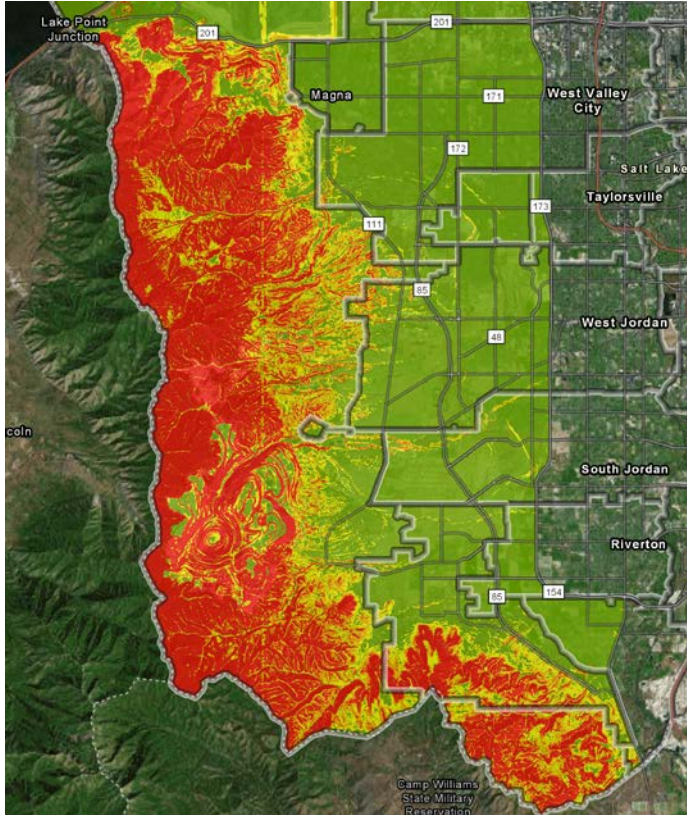 Lake Point
Junction
201
201
Magna
171
West Valley
City
172
Salt Lake
Taylorsville
173
111
85
West Jordan
48
coln
South Jordan
Riverton
154
85
Camp Williams
State Military
Reservation